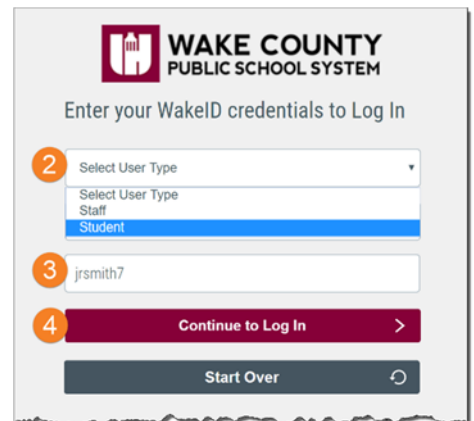 WAKE COUNTY
PUBLIC SCHOOL SYSTEM
Enter your WakeID credentials to Log In
2
Select User Type
Select User Type
Staff
Student
3
jrsmith7
4
Continue to Log In
Start Over